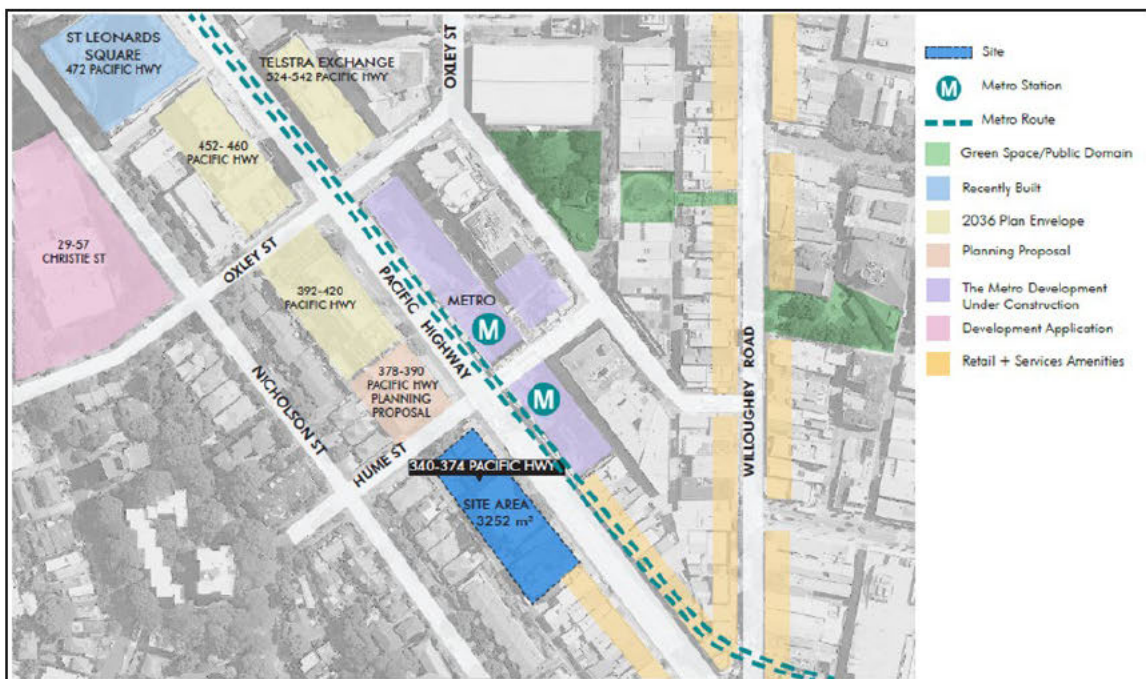 ST LEONARDS
SQUARE
472 PACIFIC HWY
TELSTRA EXCHANGE
524-542 PACIFIC HWY
OXLEY ST
452- 460
PACIFIC HWY
29-57
CHRISTIE ST
OXLEY ST
392-420
PACIFIC HWY
PACIFIC HIGHWAY
METRO
M
M
378-390
PACIFIC HWY
PLANNING
PROPOSAL
NICHOLSON ST
HUME ST
WILLOUGHBY ROAD
340-374 PACIFIC HWY
SITE AREA
3252 m²
Site
M
Metro Station
Metro Route
Green Space/Public Domain
Recently Built
2036 Plan Envelope
Planning Proposal
The Metro Development
Under Construction
Development Application
Retail + Services Amenities